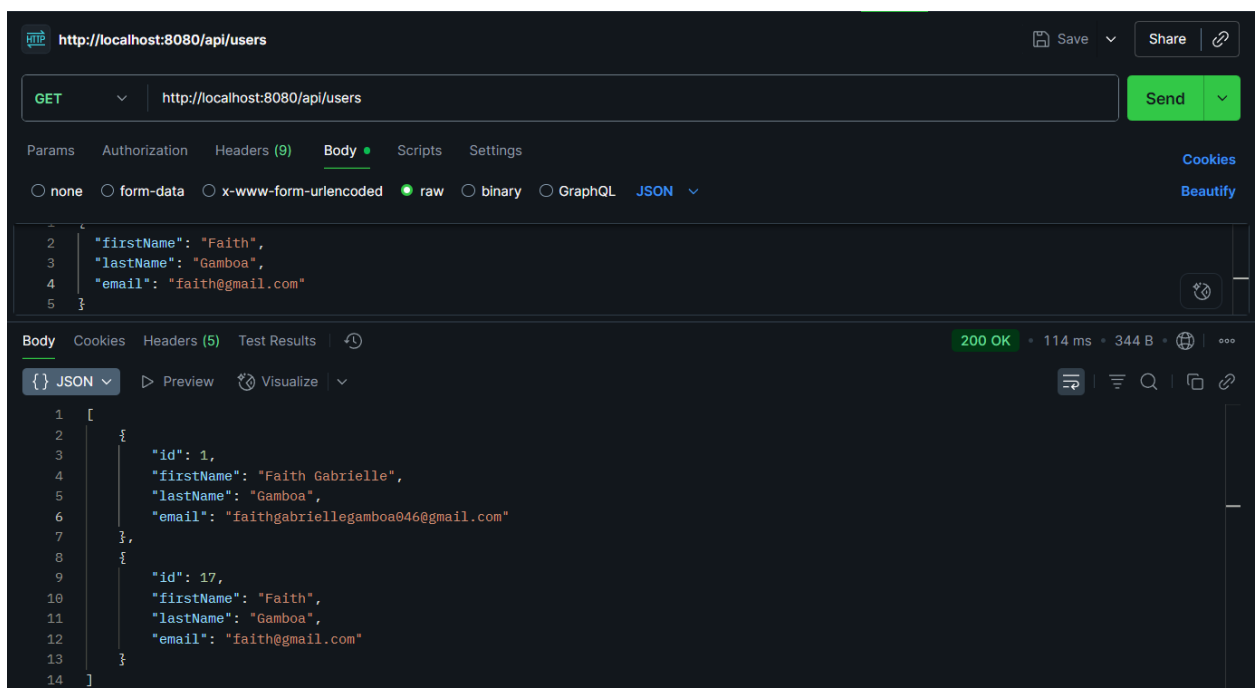 HTTP http://localhost:8080/api/users Save Share
GET http://localhost:8080/api/users Send
Params Authorization Headers (9) Body Scripts Settings Cookies
none form-data x-www-form-urlencoded raw binary GraphQL JSON Beautify
1 {
2 "firstName": "Faith",
3 "lastName": "Gamboa",
4 "email": "faith@gmail.com"
5 }
Body Cookies Headers (5) Test Results 200 OK • 114 ms • 344 B •
{} JSON Preview Visualize
1 [
2 {
3 "id": 1,
4 "firstName": "Faith Gabrielle",
5 "lastName": "Gamboa",
6 "email": "faithgabriellegamboa046@gmail.com"
7 },
8 {
9 "id": 17,
10 "firstName": "Faith",
11 "lastName": "Gamboa",
12 "email": "faith@gmail.com"
13 }
14 ]